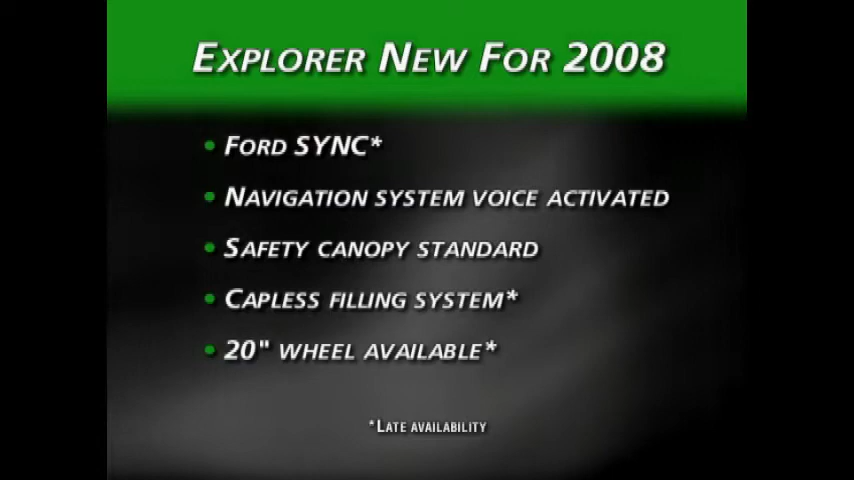 EXPLORER NEW FOR 2008
• FORD SYNC*
• NAVIGATION SYSTEM VOICE ACTIVATED
• SAFETY CANOPY STANDARD
• CAPLESS FILLING SYSTEM*
• 20" WHEEL AVAILABLE*
*LATE AVAILABILITY